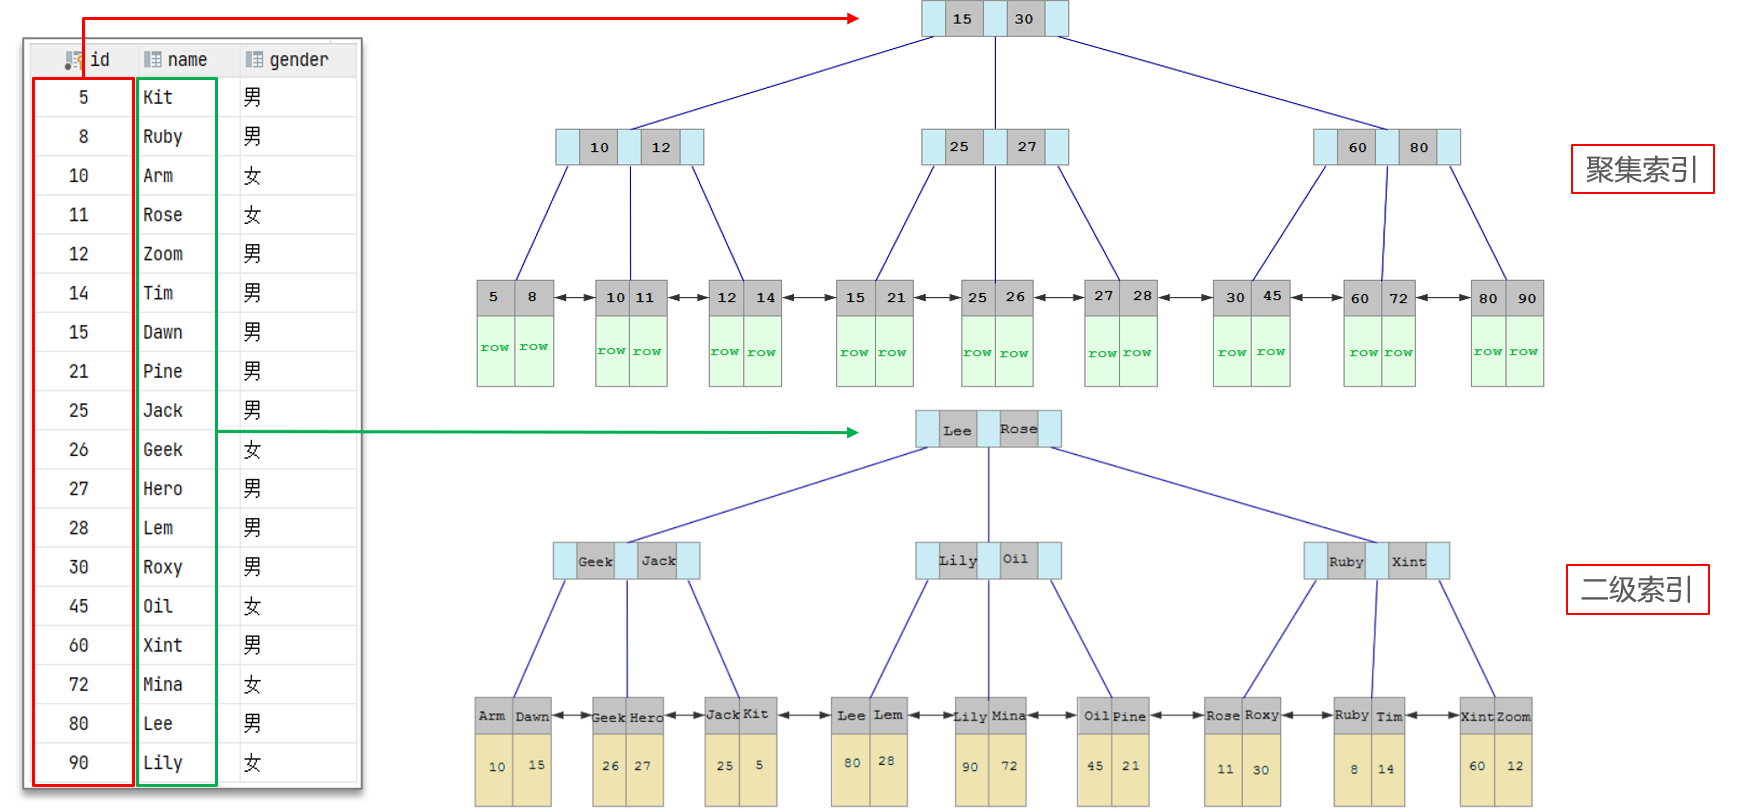 id name gender
5 Kit 男
8 Ruby 男
10 Arm 女
11 Rose 女
12 Zoom 男
14 Tim 男
15 Dawn 男
21 Pine 男
25 Jack 男
26 Geek 女
27 Hero 男
28 Lem 男
30 Roxy 男
45 Oil 女
60 Xint 男
72 Mina 女
80 Lee 男
90 Lily 女
15 30
10 12 25 27 60 80
聚集索引
5 8 10 11 12 14 15 21 25 26 27 28 30 45 60 72 80 90
row row row row row row row row row row row row row row row row row row
Lee Rose
Geek Jack Lily Oil Ruby Xint
二级索引
Arm Dawn Geek Hero Jack Kit Lee Lem Lily Mina Oil Pine Rose Roxy Ruby Tim Xint Zoom
10 15 26 27 25 5 80 28 90 72 45 21 11 30 8 14 60 12